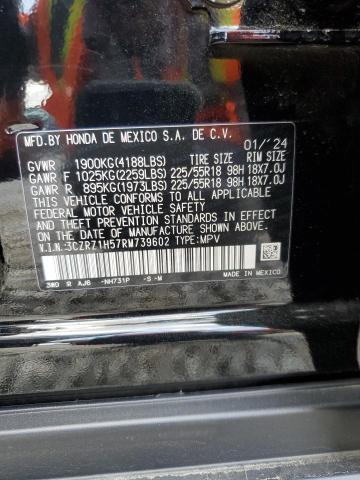 MFD.BY HONDA DE MEXICO S.A. DE C.V. 01/'24
GVWR 1900KG(4188LBS) TIRE SIZE RIM SIZE
GAWR F 1025KG(2259LBS) 225/55R18 98H 18X7.0J
GAWR R 895KG(1973LBS) 225/55R18 98H 18X7.0J
THIS VEHICLE CONFORMS TO ALL APPLICABLE
FEDERAL MOTOR VEHICLE SAFETY AND
THEFT PREVENTION STANDARDS IN EFFECT
ON THE DATE OF MANUFACTURE SHOWN ABOVE.
V.I.N.:3CZRZ1H57RM739602 TYPE:MPV
3W0 R AJ6 -NH731P -S -M